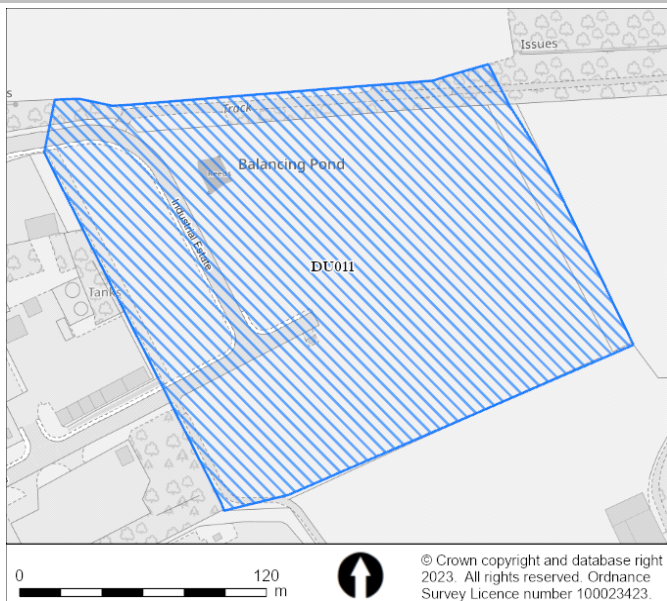 Issues
s
Track
Balancing Pond
Reeds
Industrial Estate
DU011
Tanks
0
120
m
© Crown copyright and database right
2023. All rights reserved. Ordnance
Survey Licence number 100023423.